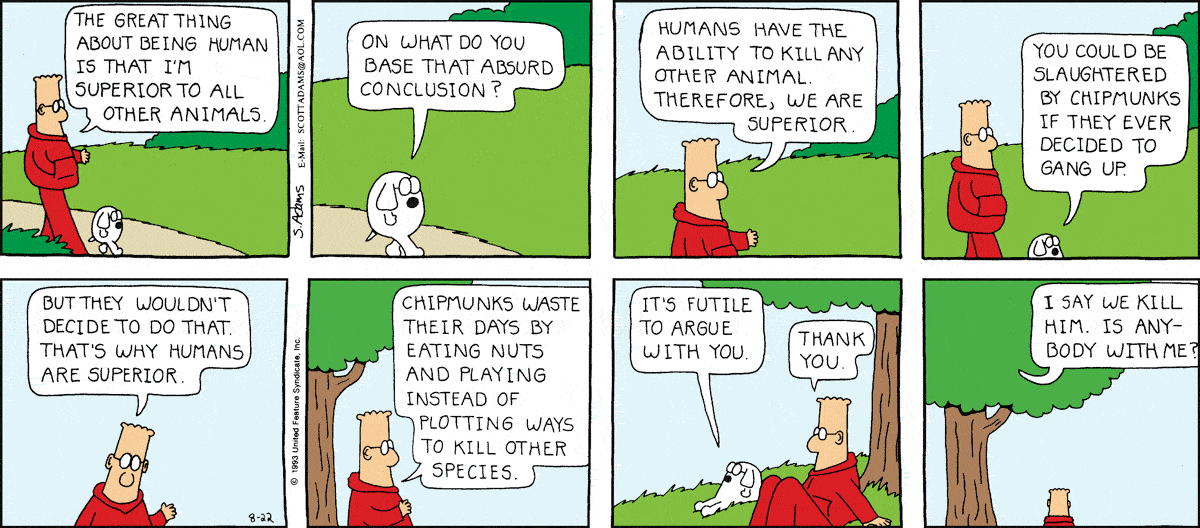 THE GREAT THING
ABOUT BEING HUMAN
IS THAT I'M
SUPERIOR TO ALL
OTHER ANIMALS.
S. Adams E-Mail: SCOTTADAMS@AOL.COM
ON WHAT DO YOU
BASE THAT ABSURD
CONCLUSION?
HUMANS HAVE THE
ABILITY TO KILL ANY
OTHER ANIMAL.
THEREFORE, WE ARE
SUPERIOR.
YOU COULD BE
SLAUGHTERED
BY CHIPMUNKS
IF THEY EVER
DECIDED TO
GANG UP.
BUT THEY WOULDN'T
DECIDE TO DO THAT.
THAT'S WHY HUMANS
ARE SUPERIOR.
8-22
© 1993 United Feature Syndicate, Inc.
CHIPMUNKS WASTE
THEIR DAYS BY
EATING NUTS
AND PLAYING
INSTEAD OF
PLOTTING WAYS
TO KILL OTHER
SPECIES.
IT'S FUTILE
TO ARGUE
WITH YOU.
THANK
YOU.
I SAY WE KILL
HIM. IS ANY-
BODY WITH ME?